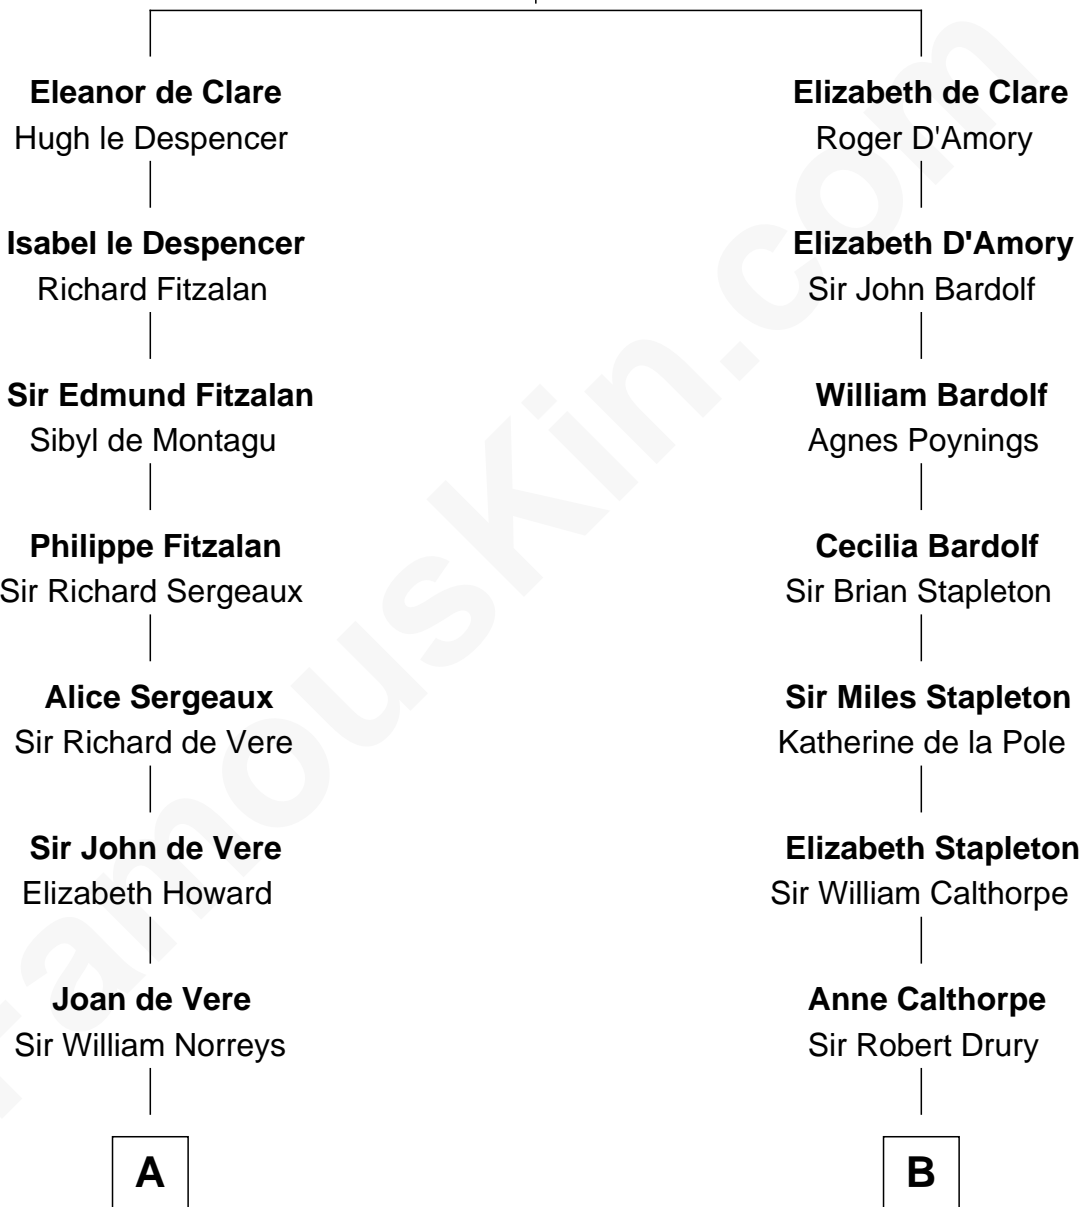 Eleanor de Clare
Hugh le Despencer
Isabel le Despencer
Richard Fitzalan
Sir Edmund Fitzalan
Sibyl de Montagu
Philippe Fitzalan
Sir Richard Sergeaux
Alice Sergeaux
Sir Richard de Vere
Sir John de Vere
Elizabeth Howard
Joan de Vere
Sir William Norreys
A
Elizabeth de Clare
Roger D'Amory
Elizabeth D'Amory
Sir John Bardolf
William Bardolf
Agnes Poynings
Cecilia Bardolf
Sir Brian Stapleton
Sir Miles Stapleton
Katherine de la Pole
Elizabeth Stapleton
Sir William Calthorpe
Anne Calthorpe
Sir Robert Drury
B
FamousKin.com